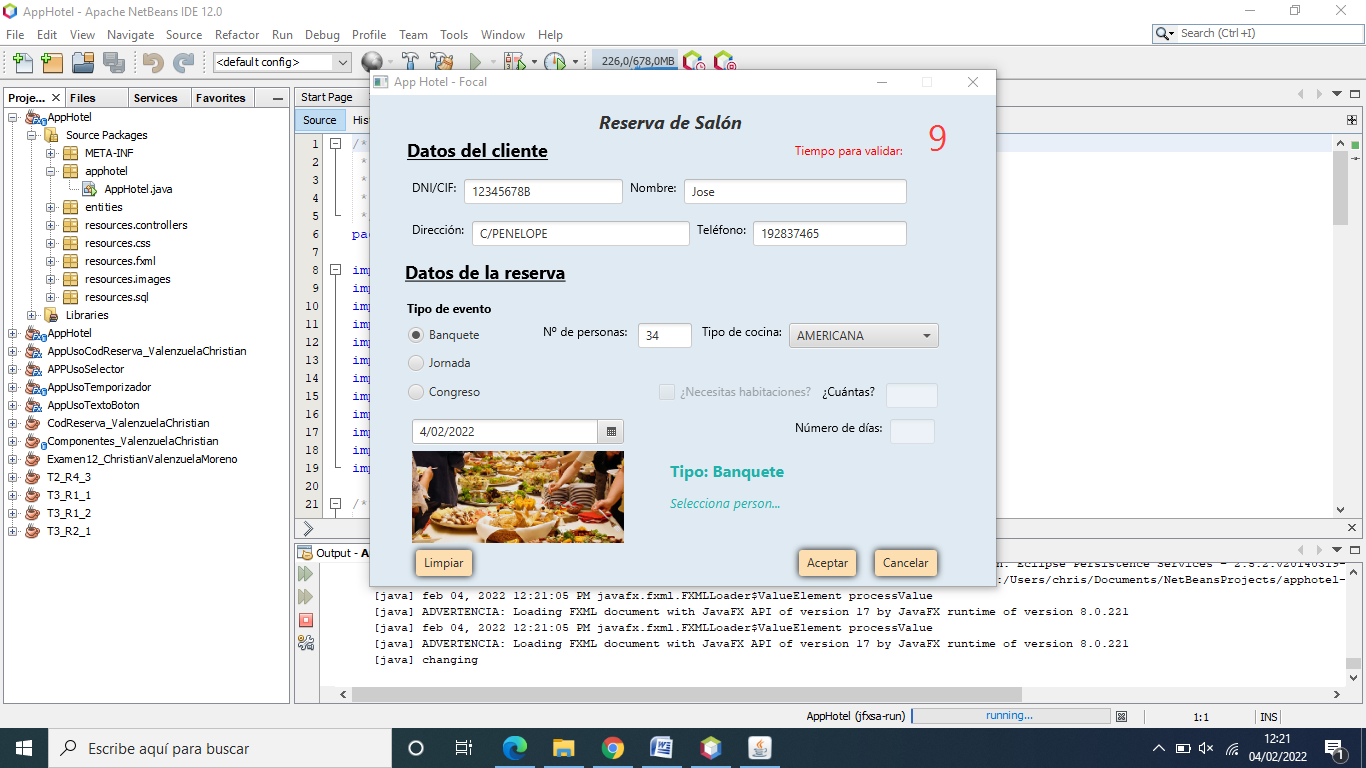 AppHotel - Apache NetBeans IDE 12.0
File Edit View Navigate Source Refactor Run Debug Profile Team Tools Window Help
Search (Ctrl +I)
<default config>
226,0/678,0MB
Proje... Files Services Favorites
Start Page
Source
AppHotel
Source Packages
META-INF
apphotel
AppHotel.java
entities
resources.controllers
resources.css
resources.fxml
resources.images
resources.sql
Libraries
AppHotel
AppUsoCodReserva_ValenzuelaChristian
APPUsoSelector
AppUsoTemporizador
AppUsoTextoBoton
CodReserva_ValenzuelaChristian
Componentes_ValenzuelaChristian
Examen12_ChristianValenzuelaMoreno
T2_R4_3
T3_R1_1
T3_R1_2
T3_R2_1
1 /*
2 *
3 *
4 *
5 *
6 pac
7
8 imp
9 imp
10 imp
11 imp
12 imp
13 imp
14 imp
15 imp
16 imp
17 imp
18 imp
19 imp
20
21 /*
App Hotel - Focal
Reserva de Salón
Datos del cliente
Tiempo para validar: 9
DNI/CIF: 12345678B Nombre: Jose
Dirección: C/PENELOPE Teléfono: 192837465
Datos de la reserva
Tipo de evento
Banquete Nº de personas: 34 Tipo de cocina: AMERICANA
Jornada
Congreso ¿Necesitas habitaciones? ¿Cuántas?
4/02/2022 Número de días:
Tipo: Banquete
Selecciona person...
Limpiar Aceptar Cancelar
Output - A
:/Users/chris/Documents/NetBeansProjects/apphotel-
[java] feb 04, 2022 12:21:05 PM javafx.fxml.FXMLLoader$ValueElement processValue
[java] ADVERTENCIA: Loading FXML document with JavaFX API of version 17 by JavaFX runtime of version 8.0.221
[java] feb 04, 2022 12:21:05 PM javafx.fxml.FXMLLoader$ValueElement processValue
[java] ADVERTENCIA: Loading FXML document with JavaFX API of version 17 by JavaFX runtime of version 8.0.221
[java] changing
AppHotel (jfxsa-run) running... 1:1 INS
Escribe aquí para buscar
12:21
04/02/2022
1